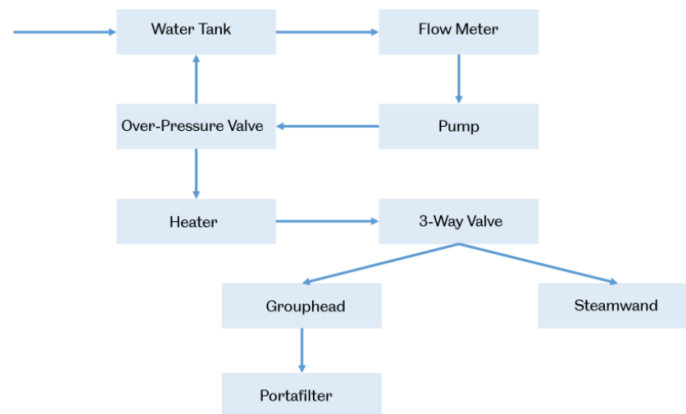 Water Tank
Flow Meter
Over-Pressure Valve
Pump
Heater
3-Way Valve
Grouphead
Steamwand
Portafilter